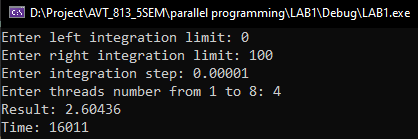 D:\Project\AVT_813_5SEM\parallel programming\LAB1\Debug\LAB1.exe
Enter left integration limit: 0
Enter right integration limit: 100
Enter integration step: 0.00001
Enter threads number from 1 to 8: 4
Result: 2.60436
Time: 16011